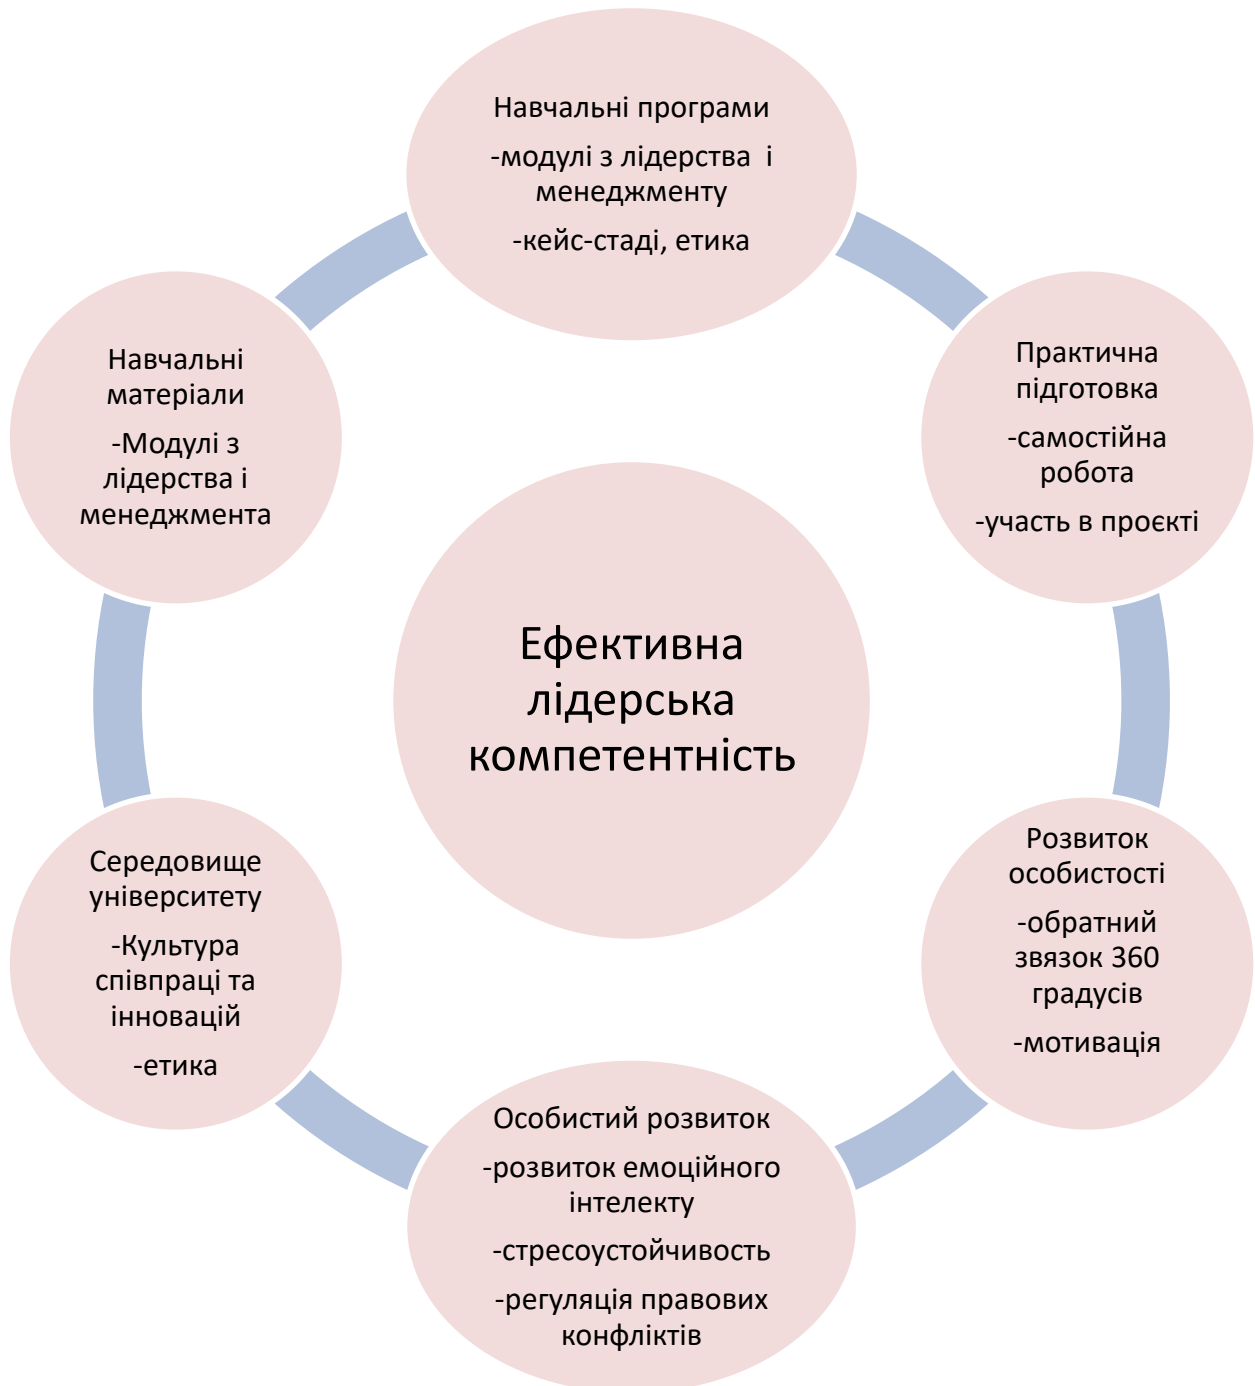 Навчальні програми
-модулі з лідерства і
менеджменту
-кейс-стаді, етика
Практична
підготовка
-самостійна
робота
-участь в проєкті
Розвиток
особистості
-обратний
звязок 360
градусів
-мотивація
Особистий розвиток
-розвиток емоційного
інтелекту
-стресоустойчивость
-регуляція правових
конфліктів
Середовище
університету
-Культура
співпраці та
інновацій
-етика
Навчальні
матеріали
-Модулі з
лідерства і
менеджмента
Ефективна
лідерська
компетентність